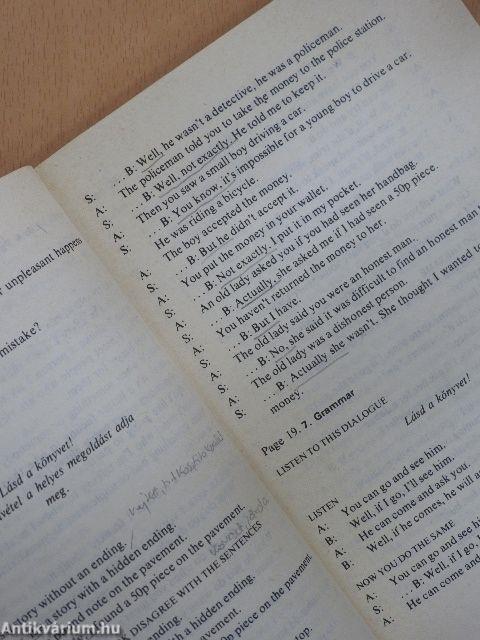 r unpleasant happens
mistake?
Lásd a könyvet!
vétel a helyes megoldást adja
meg.
ory without an ending.
story with a hidden ending.
d note on the pavement.
und a 50p piece on the pavement.
DISAGREE WITH THE SENTENCES
h a hidden ending.
ending.
50p piece on the pavement.
...B: Well, he wasn't a detective, he was a policeman.
S: The policeman told you to take the money to the police station.
A: ...B: Well, not exactly. He told me to keep it.
S: Then you saw a small boy driving a car.
A: ...B: You know, it's impossible for a young boy to drive a car.
S: He was riding a bicycle.
A: The boy accepted the money.
S: ...B: But he didn't accept it.
A: You put the money in your wallet.
S: ...B: Not exactly. I put it in my pocket.
A: An old lady asked you if you had seen her handbag.
S: ...B: Actually, she asked me if I had seen a 50p piece.
A: You haven't returned the money to her.
S: ...B: But I have.
A: The old lady said you were an honest man.
S: ...B: No, she said it was difficult to find an honest man
A: The old lady was a dishonest person.
S: ...B: Actually she wasn't. She thought I wanted to
money.
Page 19. 7. Grammar
LISTEN TO THIS DIALOGUE
Lásd a könyvet!
LISTEN
A: You can go and see him.
B: Well, if I go, I'll see him.
A: He can come and ask you.
B: Well, if he comes, he will
NOW YOU DO THE SAME
A: You can go and see hi
S: ...B: Well, if I go, I'
A: He can come and
Antikvárium.hu